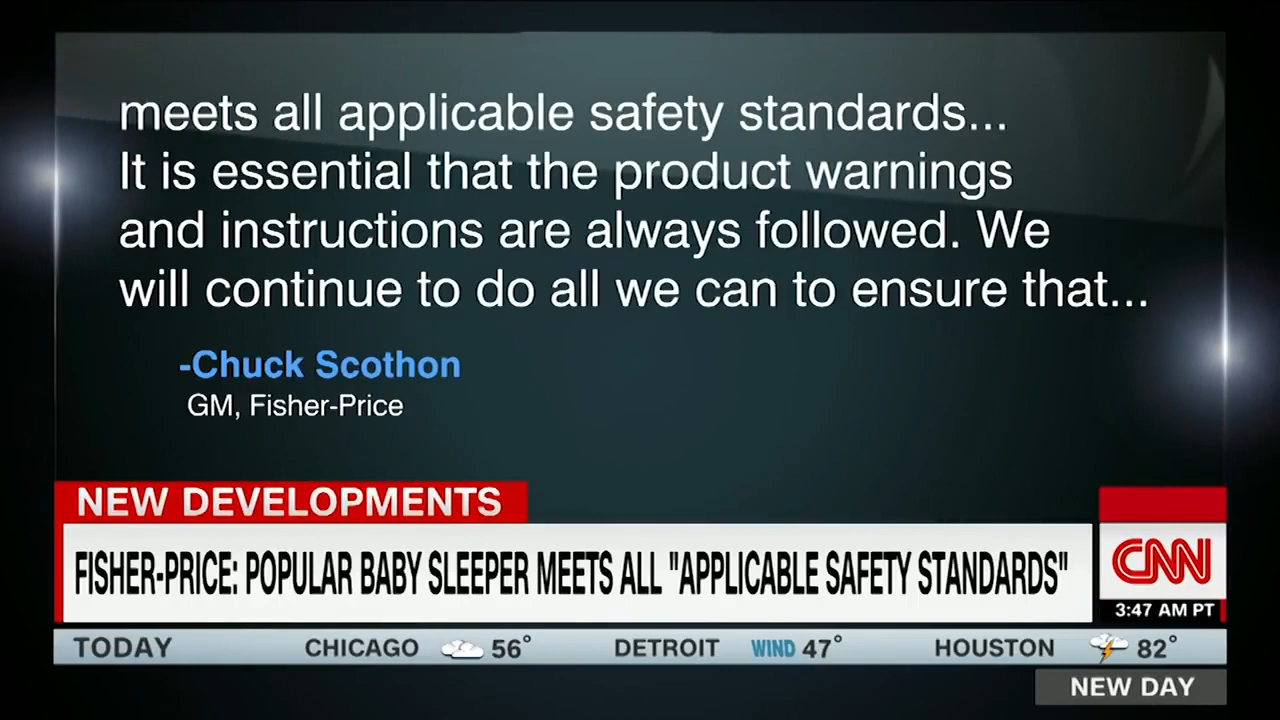 meets all applicable safety standards...
It is essential that the product warnings
and instructions are always followed. We
will continue to do all we can to ensure that...
-Chuck Scothon
GM, Fisher-Price
NEW DEVELOPMENTS
FISHER-PRICE: POPULAR BABY SLEEPER MEETS ALL "APPLICABLE SAFETY STANDARDS"
CNN
3:47 AM PT
TODAY CHICAGO 56° DETROIT WIND 47° HOUSTON 82°
NEW DAY